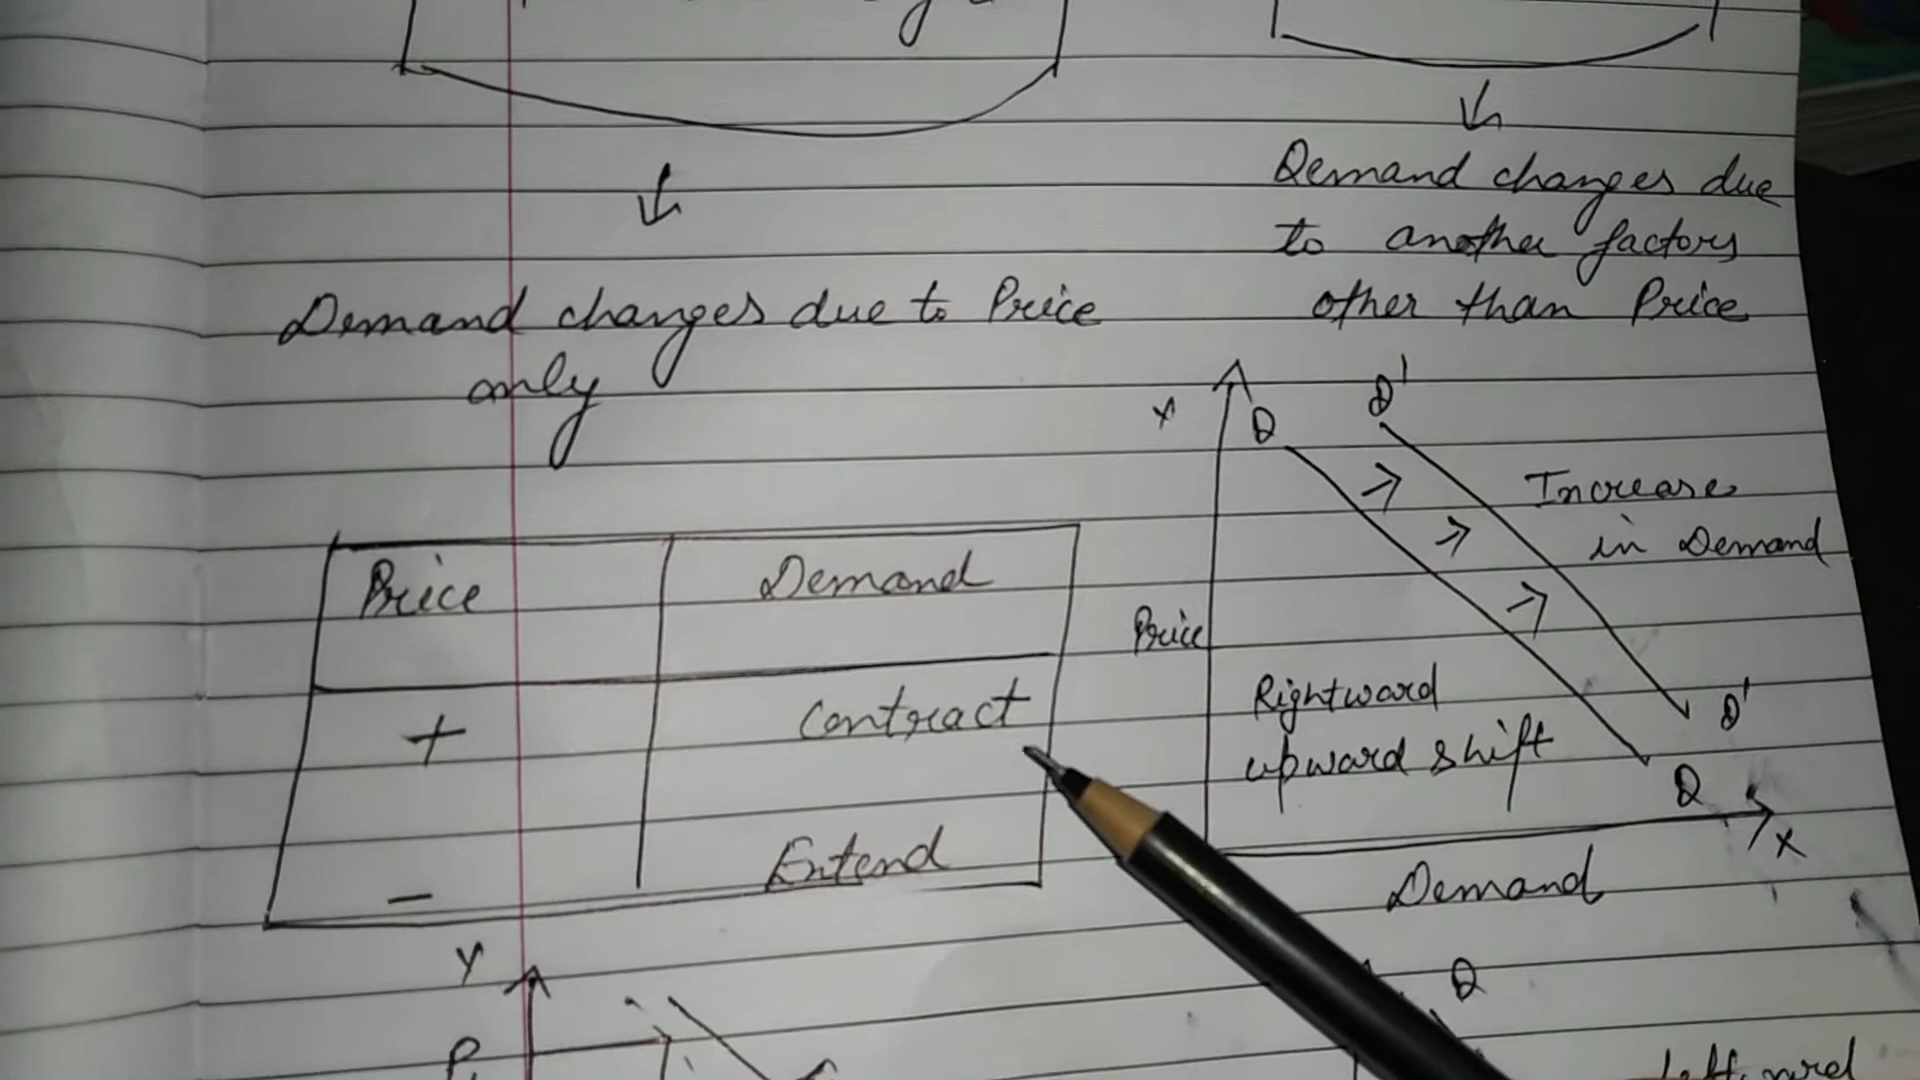 Demand changes due to Price
only
Price Demand
+ Contract
- Extend
Y
P
Demand changes due
to another factors
other than Price
Y D D'
Increase
in Demand
Price
Rightward
upward shift
D'
D
X
Demand
D